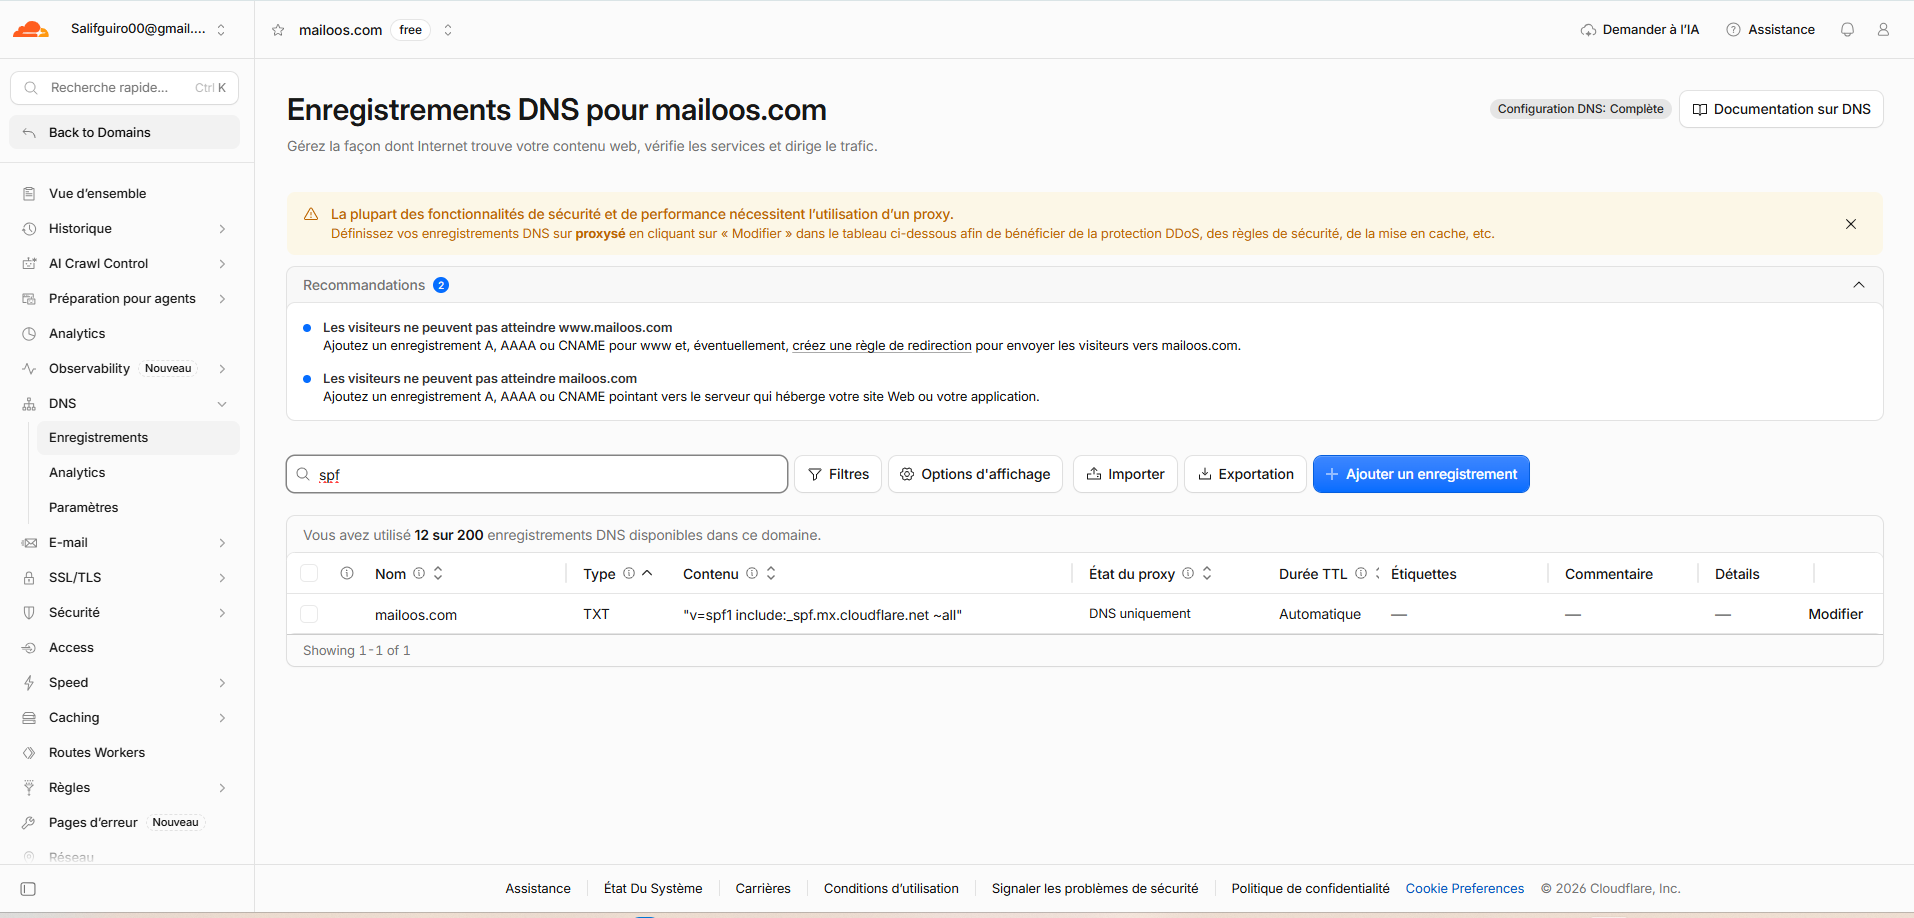 Salifguiro00@gmail....
mailoos.com free
Demander à l'IA
Assistance
Recherche rapide... Ctrl K
Back to Domains
Vue d'ensemble
Historique
AI Crawl Control
Préparation pour agents
Analytics
Observability Nouveau
DNS
Enregistrements
Analytics
Paramètres
E-mail
SSL/TLS
Sécurité
Access
Speed
Caching
Routes Workers
Règles
Pages d'erreur Nouveau
Réseau
Enregistrements DNS pour mailoos.com
Configuration DNS: Complète
Documentation sur DNS
Gérez la façon dont Internet trouve votre contenu web, vérifie les services et dirige le trafic.
La plupart des fonctionnalités de sécurité et de performance nécessitent l'utilisation d'un proxy.
Définissez vos enregistrements DNS sur proxysé en cliquant sur « Modifier » dans le tableau ci-dessous afin de bénéficier de la protection DDoS, des règles de sécurité, de la mise en cache, etc.
Recommandations 2
Les visiteurs ne peuvent pas atteindre www.mailoos.com
Ajoutez un enregistrement A, AAAA ou CNAME pour www et, éventuellement, créez une règle de redirection pour envoyer les visiteurs vers mailoos.com.
Les visiteurs ne peuvent pas atteindre mailoos.com
Ajoutez un enregistrement A, AAAA ou CNAME pointant vers le serveur qui héberge votre site Web ou votre application.
spf
Filtres
Options d'affichage
Importer
Exportation
+ Ajouter un enregistrement
Vous avez utilisé 12 sur 200 enregistrements DNS disponibles dans ce domaine.
Nom Type Contenu État du proxy Durée TTL Étiquettes Commentaire Détails
mailoos.com TXT "v=spf1 include:_spf.mx.cloudflare.net ~all" DNS uniquement Automatique — — — Modifier
Showing 1-1 of 1
Assistance État Du Système Carrières Conditions d'utilisation Signaler les problèmes de sécurité Politique de confidentialité Cookie Preferences © 2026 Cloudflare, Inc.